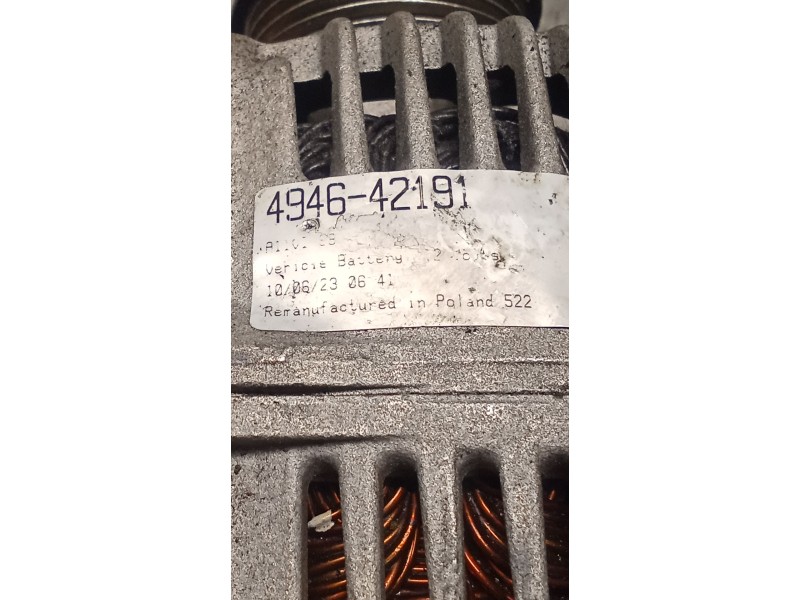 4946-42191
Vehicle Battery
10/06/23 06 41
Remanufactured in Poland 522